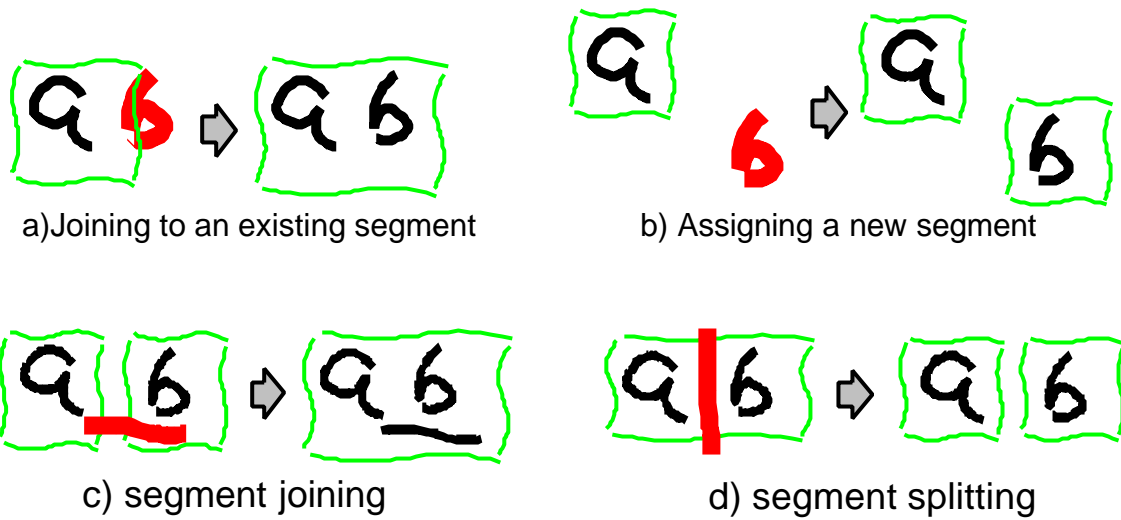 a b a b
a)Joining to an existing segment
a a
b b
b) Assigning a new segment
a b a b
c) segment joining
a b a b
d) segment splitting